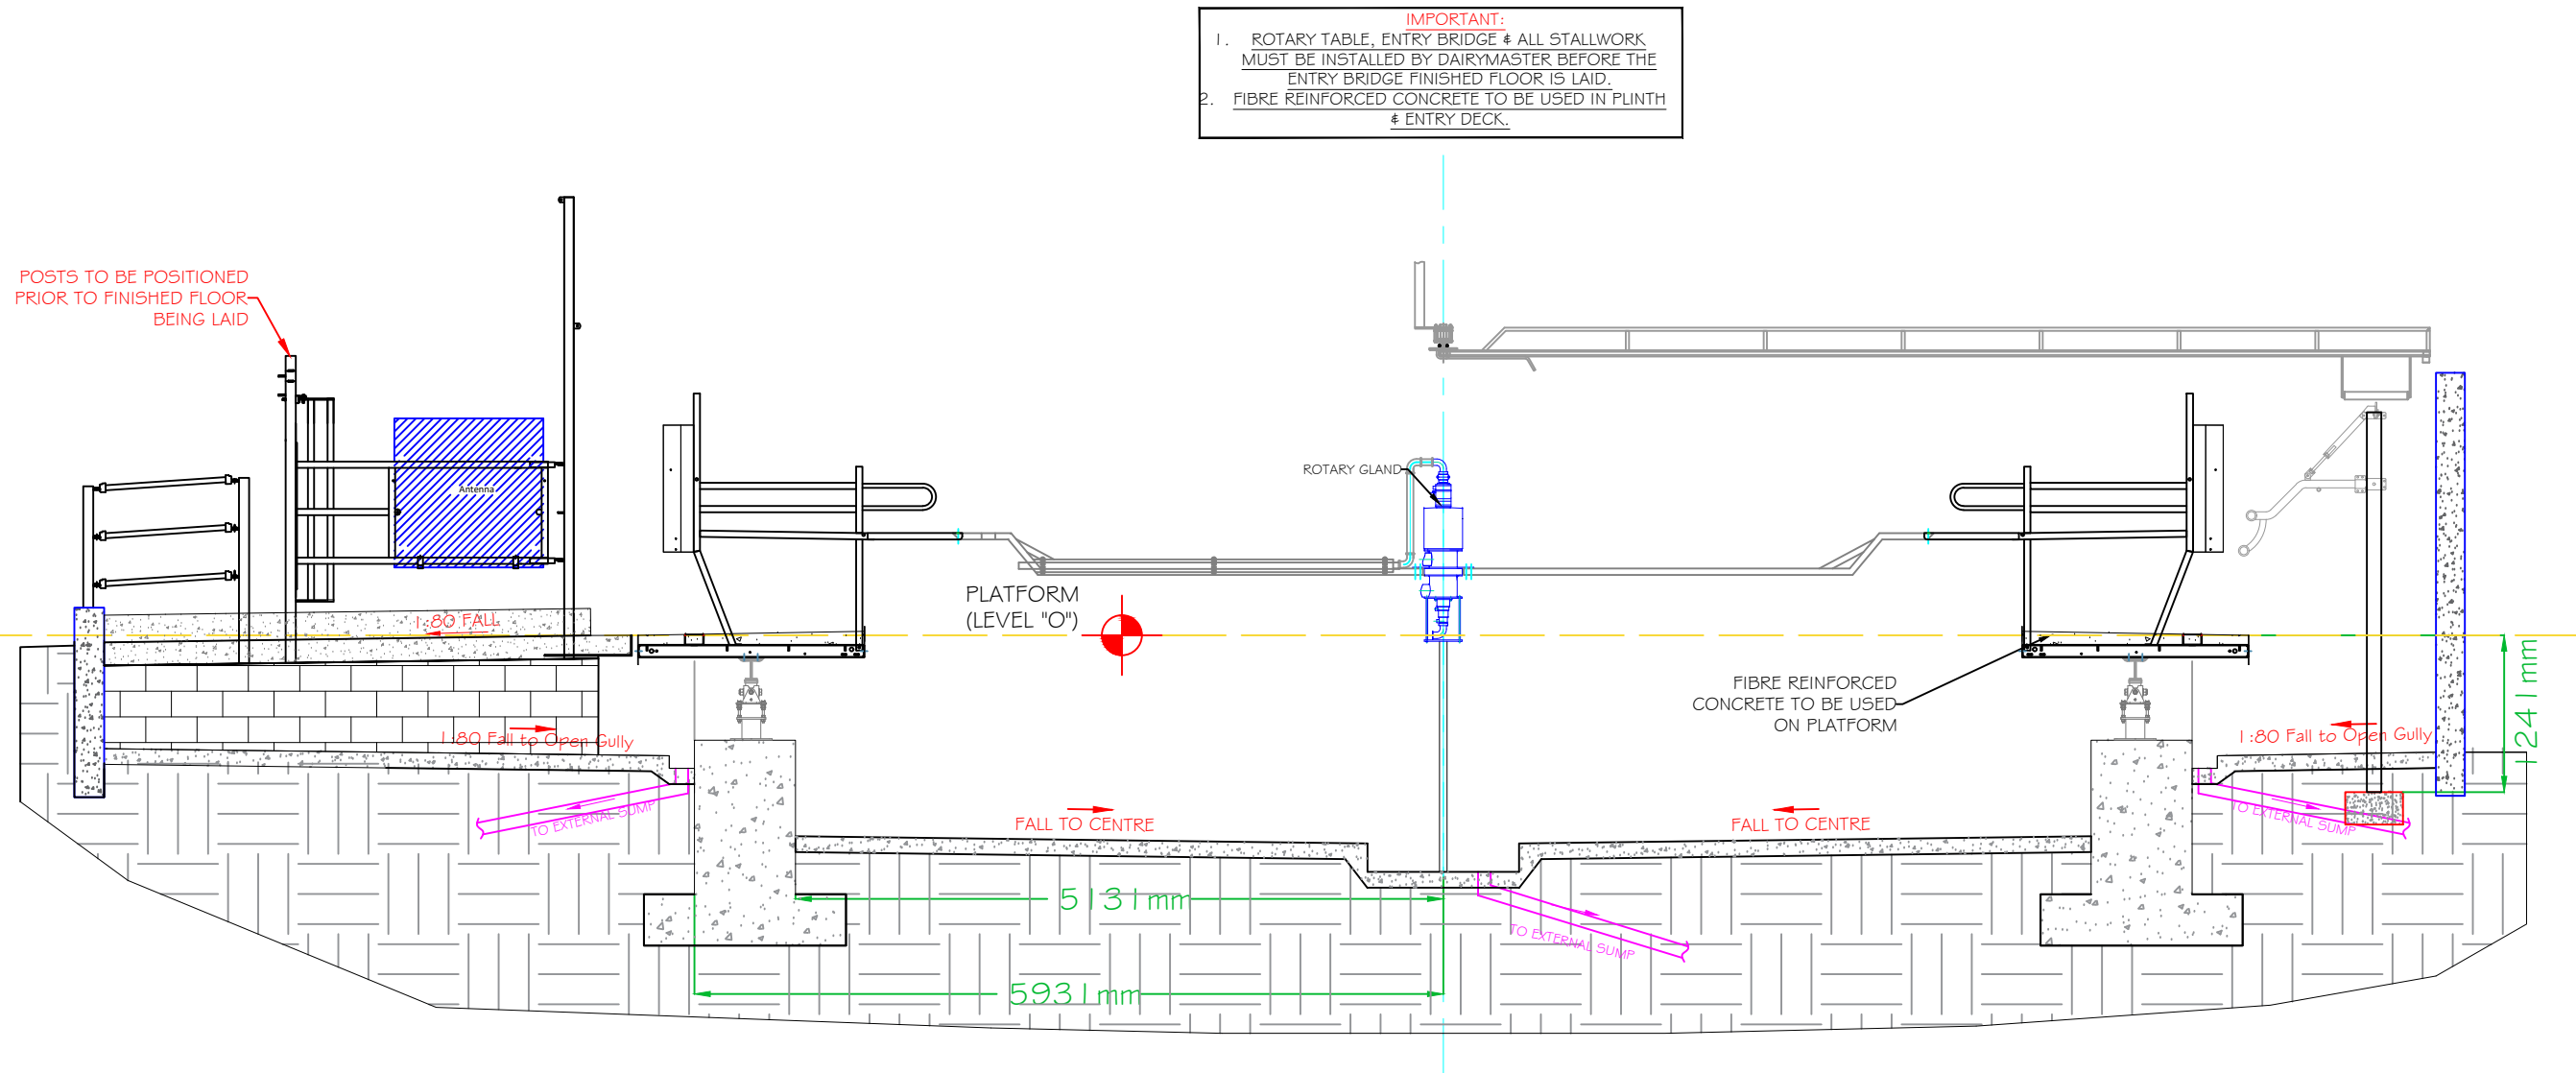 IMPORTANT:
1. ROTARY TABLE, ENTRY BRIDGE & ALL STALLWORK
MUST BE INSTALLED BY DAIRYMASTER BEFORE THE
ENTRY BRIDGE FINISHED FLOOR IS LAID.
2. FIBRE REINFORCED CONCRETE TO BE USED IN PLINTH
& ENTRY DECK.
POSTS TO BE POSITIONED
PRIOR TO FINISHED FLOOR
BEING LAID
Antenna
ROTARY GLAND
PLATFORM
(LEVEL "O")
1:80 FALL
FIBRE REINFORCED
CONCRETE TO BE USED
ON PLATFORM
1241mm
1:80 Fall to Open Gully
1:80 Fall to Open Gully
TO EXTERNAL SUMP
FALL TO CENTRE
FALL TO CENTRE
TO EXTERNAL SUMP
5131mm
TO EXTERNAL SUMP
5931mm